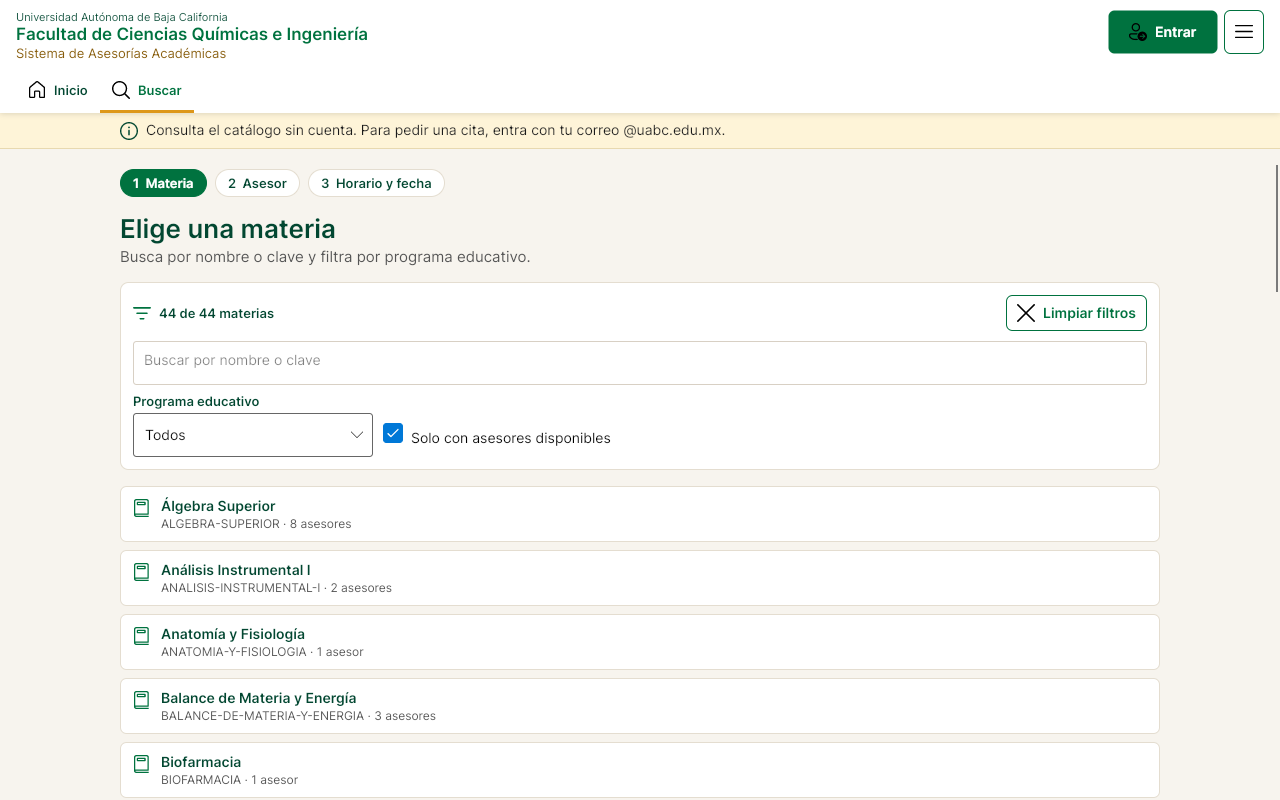 Universidad Autónoma de Baja California
Facultad de Ciencias Químicas e Ingeniería
Sistema de Asesorías Académicas
Entrar
Inicio
Buscar
Consulta el catálogo sin cuenta. Para pedir una cita, entra con tu correo @uabc.edu.mx.
1 Materia
2 Asesor
3 Horario y fecha
Elige una materia
Busca por nombre o clave y filtra por programa educativo.
44 de 44 materias
Limpiar filtros
Buscar por nombre o clave
Programa educativo
Todos
Solo con asesores disponibles
Álgebra Superior
ALGEBRA-SUPERIOR · 8 asesores
Análisis Instrumental I
ANALISIS-INSTRUMENTAL-I · 2 asesores
Anatomía y Fisiología
ANATOMIA-Y-FISIOLOGIA · 1 asesor
Balance de Materia y Energía
BALANCE-DE-MATERIA-Y-ENERGIA · 3 asesores
Biofarmacia
BIOFARMACIA · 1 asesor